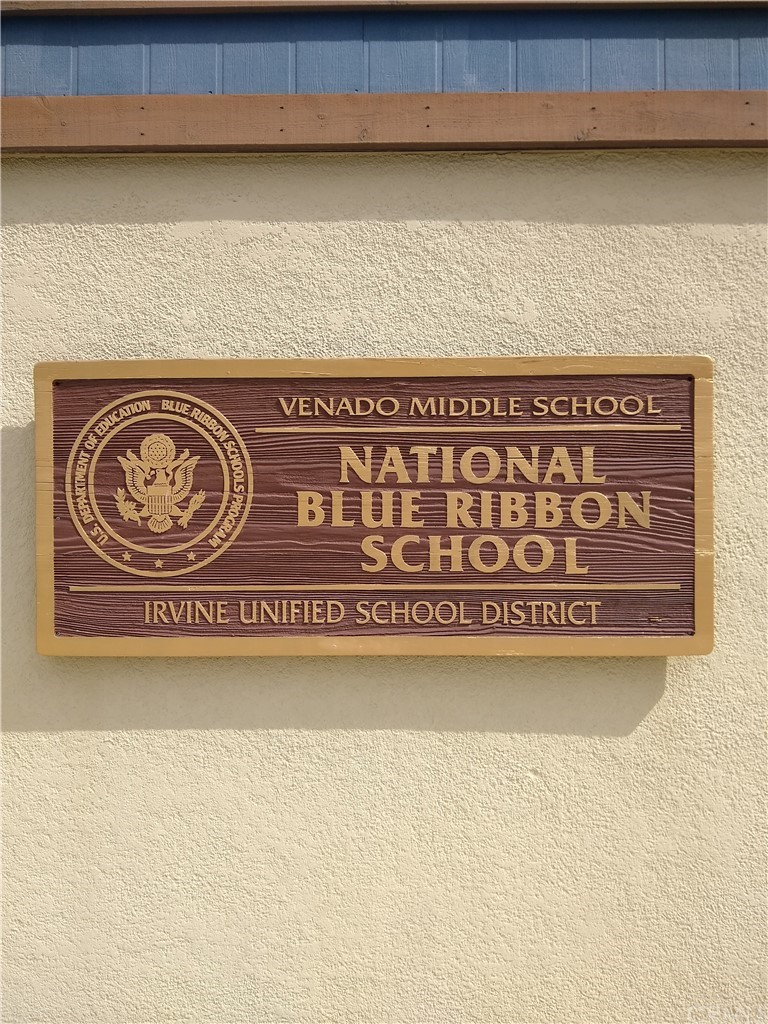 U.S. DEPARTMENT OF EDUCATION BLUE RIBBON SCHOOLS PROGRAM
VENADO MIDDLE SCHOOL
NATIONAL
BLUE RIBBON
SCHOOL
IRVINE UNIFIED SCHOOL DISTRICT